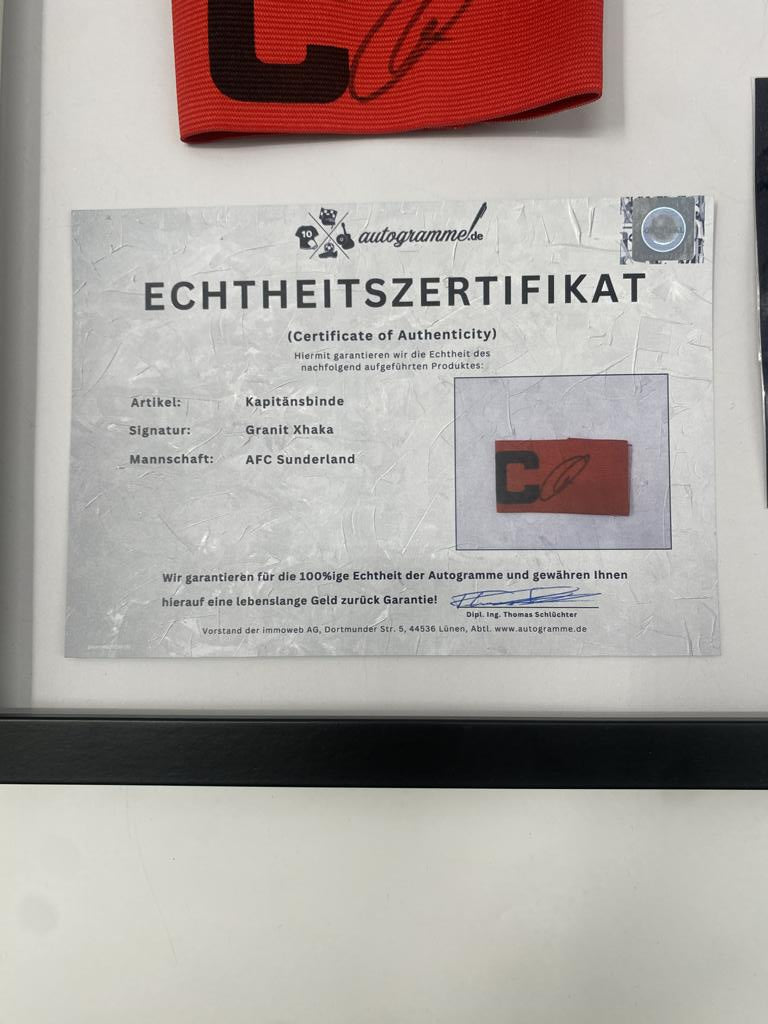 C
10
autogramme.de
ECHTHEITSZERTIFIKAT
(Certificate of Authenticity)
Hiermit garantieren wir die Echtheit des
nachfolgend aufgeführten Produktes:
Artikel: Kapitänsbinde
Signatur: Granit Xhaka
Mannschaft: AFC Sunderland
C
Wir garantieren für die 100%ige Echtheit der Autogramme und gewähren Ihnen
hierauf eine lebenslange Geld zurück Garantie!
Dipl. Ing. Thomas Schlüchter
Vorstand der immoweb AG, Dortmunder Str. 5, 44536 Lünen, Abtl. www.autogramme.de